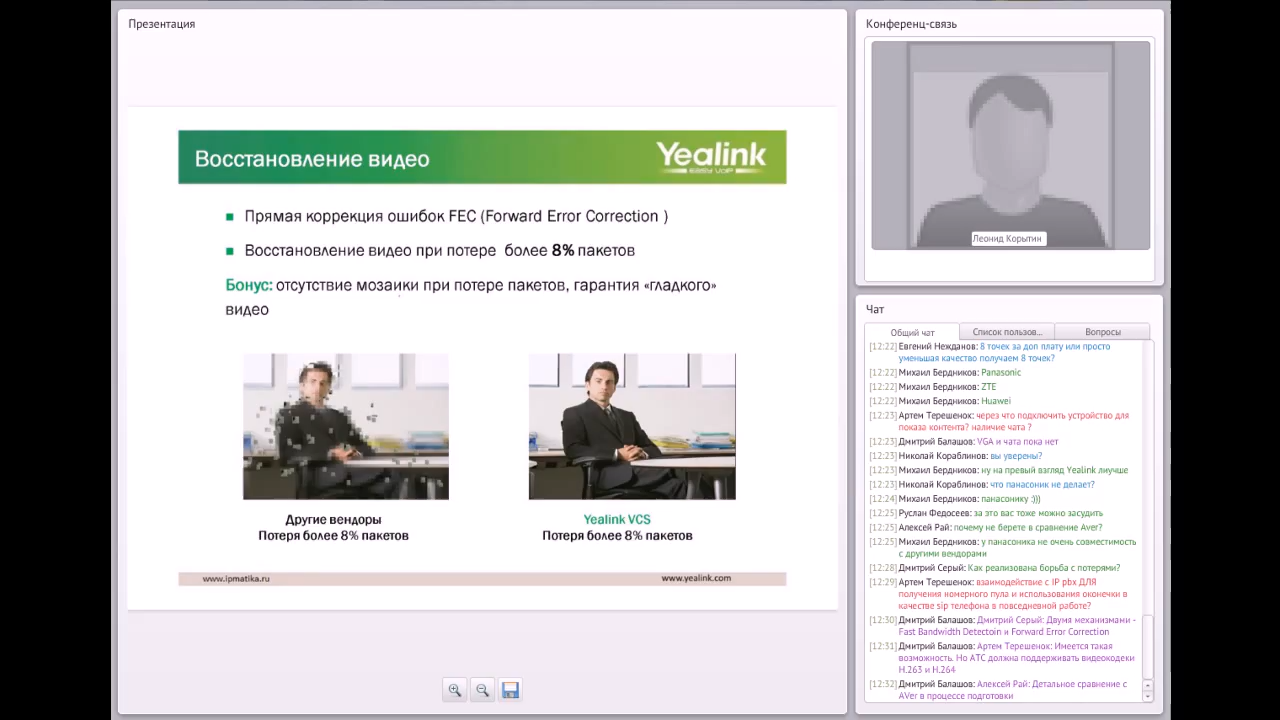 Презентация
Восстановление видео
Yealink
EASY VOIP
Прямая коррекция ошибок FEC (Forward Error Correction )
Восстановление видео при потере более 8% пакетов
Бонус: отсутствие мозаики при потере пакетов, гарантия «гладкого»
видео
Другие вендоры
Потеря более 8% пакетов
Yealink VCS
Потеря более 8% пакетов
www.ipmatika.ru
www.yealink.com
Конференц-связь
Леонид Корытин
Чат
Общий чат
Список пользов...
Вопросы
[12:22] Евгений Нежданов: 8 точек за доп плату или просто
уменьшая качество получаем 8 точек?
[12:22] Михаил Бердников: Panasonic
[12:22] Михаил Бердников: ZTE
[12:22] Михаил Бердников: Huawei
[12:23] Артем Терешенок: через что подключить устройство для
показа контента? наличие чата ?
[12:23] Дмитрий Балашов: VGA и чата пока нет
[12:23] Николай Кораблинов: вы уверены?
[12:23] Михаил Бердников: ну на превый взгляд Yealink лиучше
[12:23] Николай Кораблинов: что панасоник не делает?
[12:24] Михаил Бердников: панасонику :)))
[12:25] Руслан Федосеев: за это вас тоже можно засудить
[12:25] Алексей Рай: почему не берете в сравнение Aver?
[12:25] Михаил Бердников: у панасоника не очень совместимость
с другими вендорами
[12:28] Дмитрий Серый: Как реализована борьба с потерями?
[12:29] Артем Терешенок: взаимодействие с IP pbx ДЛЯ
получения номерного пула и использования оконечки в
качестве sip телефона в повседневной работе?
[12:30] Дмитрий Балашов: Дмитрий Серый: Двумя механизмами -
Fast Bandwidth Detectoin и Forward Error Correction
[12:31] Дмитрий Балашов: Артем Терешенок: Имеется такая
возможность. Но АТС должна поддерживать видеокодеки
H.263 и H.264
[12:32] Дмитрий Балашов: Алексей Рай: Детальное сравнение с
AVer в процессе подготовки